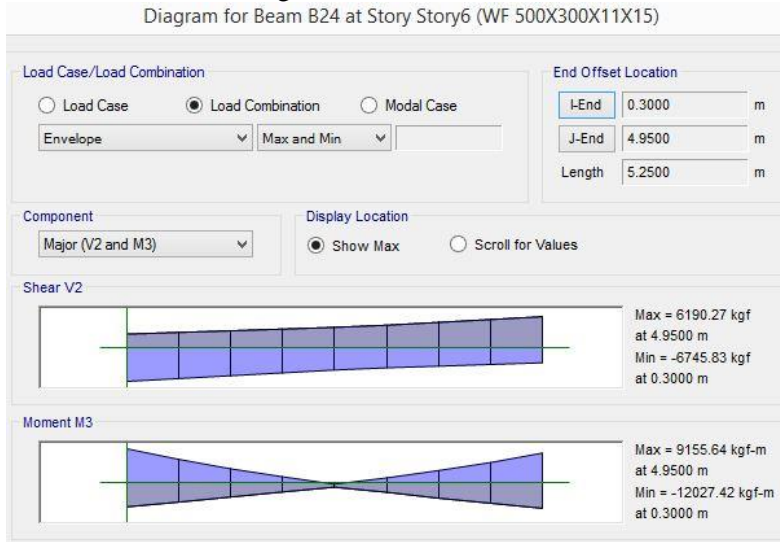 Diagram for Beam B24 at Story Story6 (WF 500X300X11X15)
Load Case/Load Combination
Load Case Load Combination Modal Case
Envelope Max and Min
End Offset Location
I-End 0.3000 m
J-End 4.9500 m
Length 5.2500 m
Component
Major (V2 and M3)
Display Location
Show Max Scroll for Values
Shear V2
Max = 6190.27 kgf
at 4.9500 m
Min = -6745.83 kgf
at 0.3000 m
Moment M3
Max = 9155.64 kgf-m
at 4.9500 m
Min = -12027.42 kgf-m
at 0.3000 m